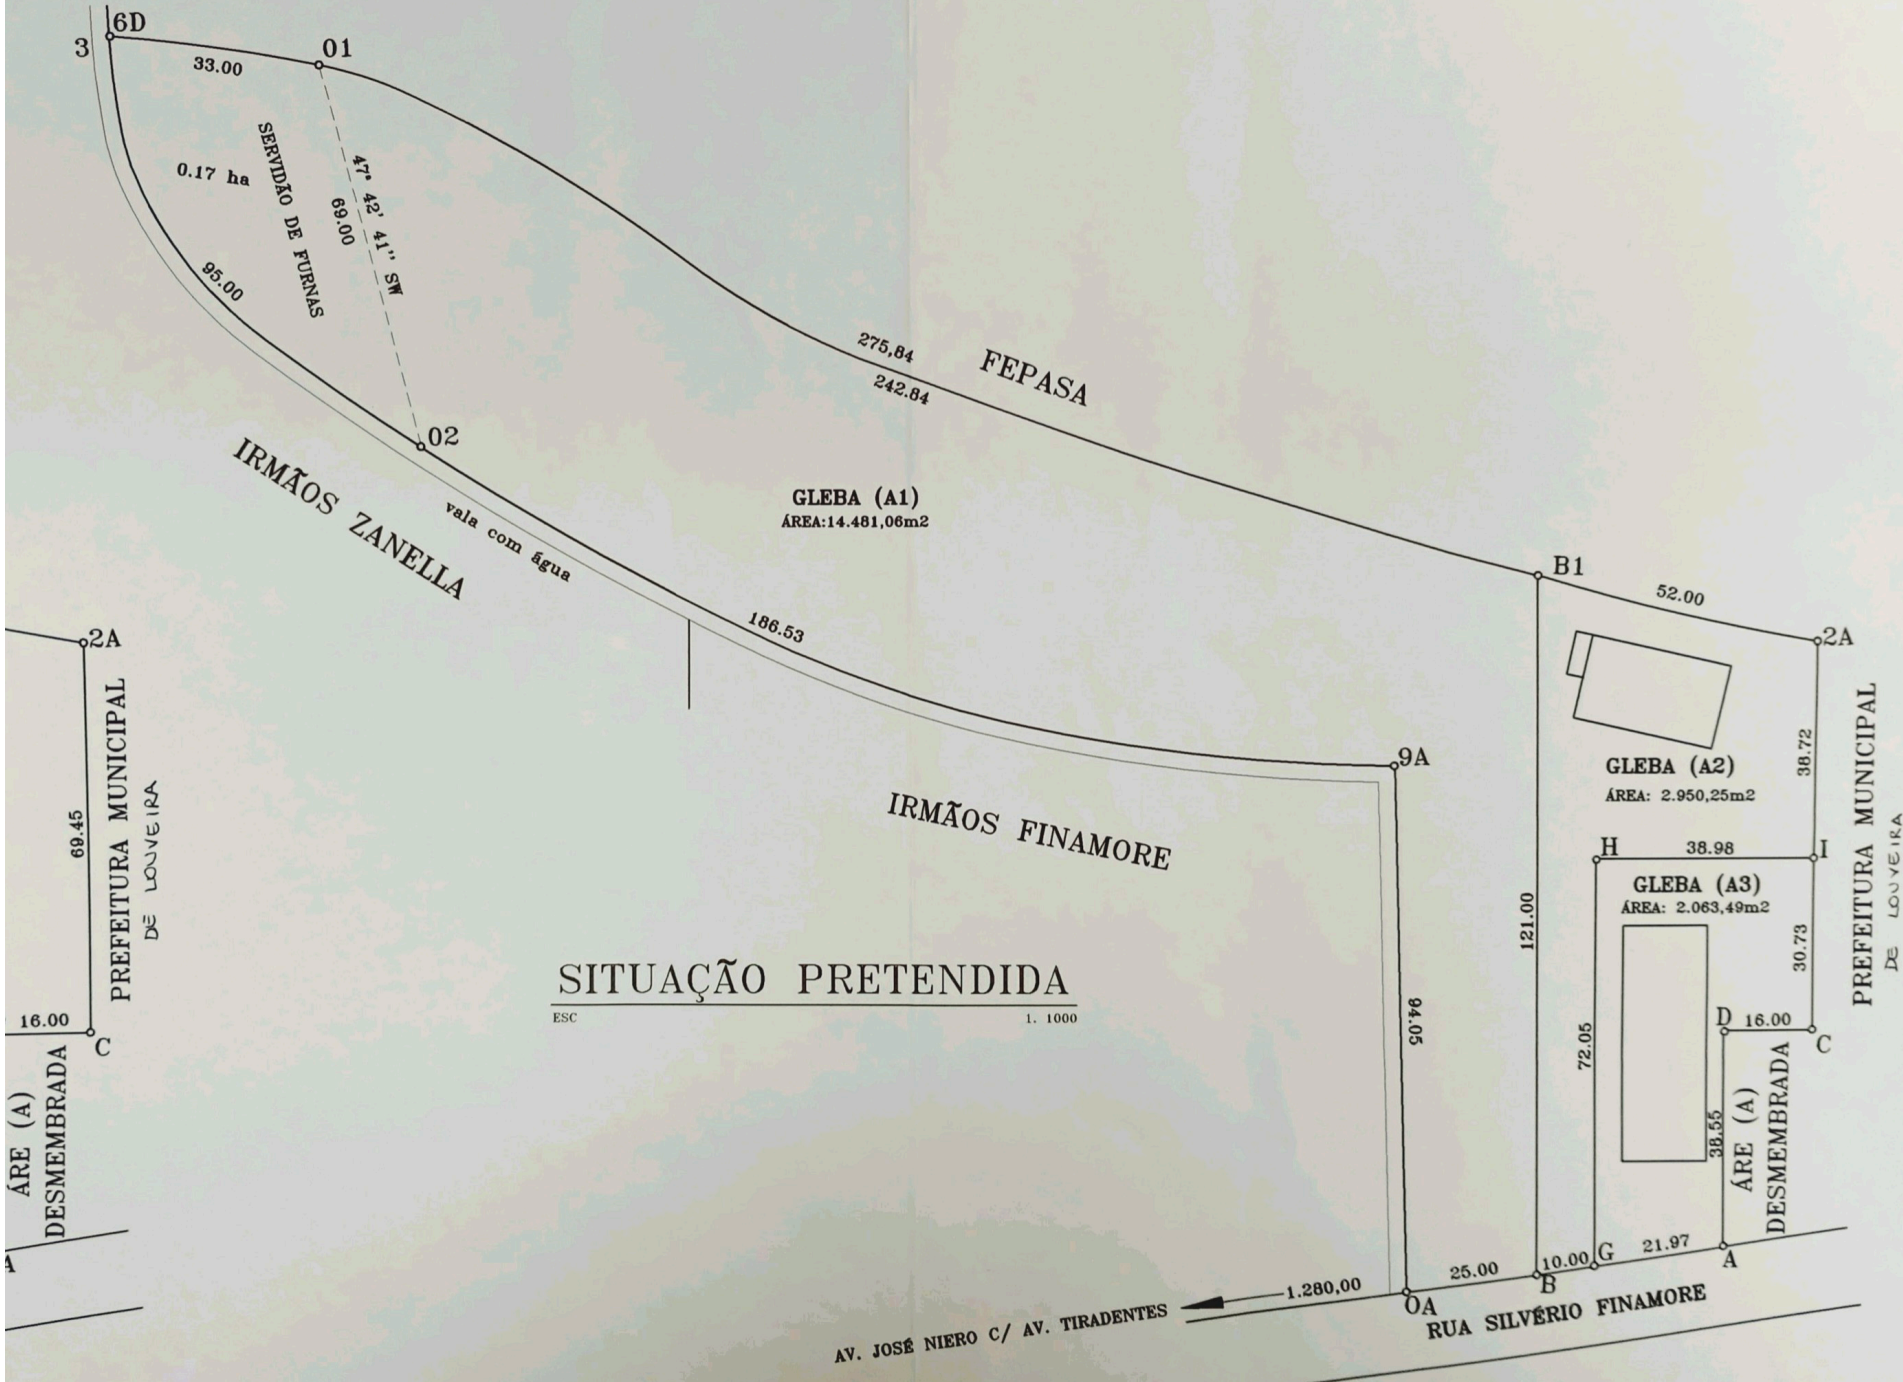 6D
3
01
33.00
SERVIDÃO DE FURNAS
0.17 ha
47° 42' 41'' SW
69.00
95.00
02
275,84
242.84
FEPASA
IRMÃOS ZANELLA
vala com água
GLEBA (A1)
ÁREA:14.481,06m2
186.53
B1
52.00
2A
2A
38.72
PREFEITURA MUNICIPAL
DE LOUVEIRA
GLEBA (A2)
ÁREA: 2.950,25m2
9A
IRMÃOS FINAMORE
H
38.98
I
GLEBA (A3)
ÁREA: 2.063,49m2
30.73
69.45
PREFEITURA MUNICIPAL
DE LOUVEIRA
121.00
SITUAÇÃO PRETENDIDA
ESC
1. 1000
94.05
72.05
D
16.00
C
16.00
C
ÁRE (A)
DESMEMBRADA
38.55
ÁRE (A)
DESMEMBRADA
A
25.00
10.00
G
21.97
A
B
0A
1.280,00
AV. JOSÉ NIERO C/ AV. TIRADENTES
RUA SILVÉRIO FINAMORE